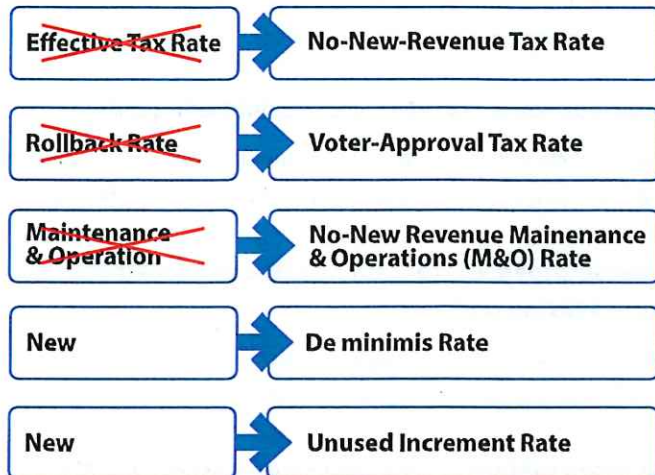 Effective Tax Rate
No-New-Revenue Tax Rate
Rollback Rate
Voter-Approval Tax Rate
Maintenance
& Operation
No-New Revenue Mainenance
& Operations (M&O) Rate
New
De minimis Rate
New
Unused Increment Rate